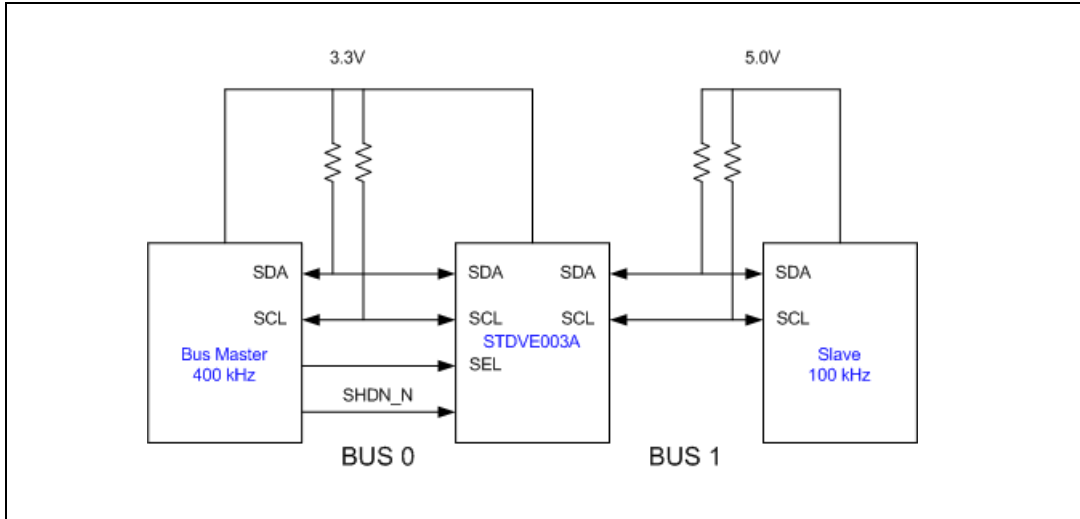 3.3V
5.0V
SDA
SDA
SDA
SDA
SCL
SCL
SCL
SCL
Bus Master
400 kHz
STDVE003A
SEL
Slave
100 kHz
SHDN_N
BUS 0
BUS 1